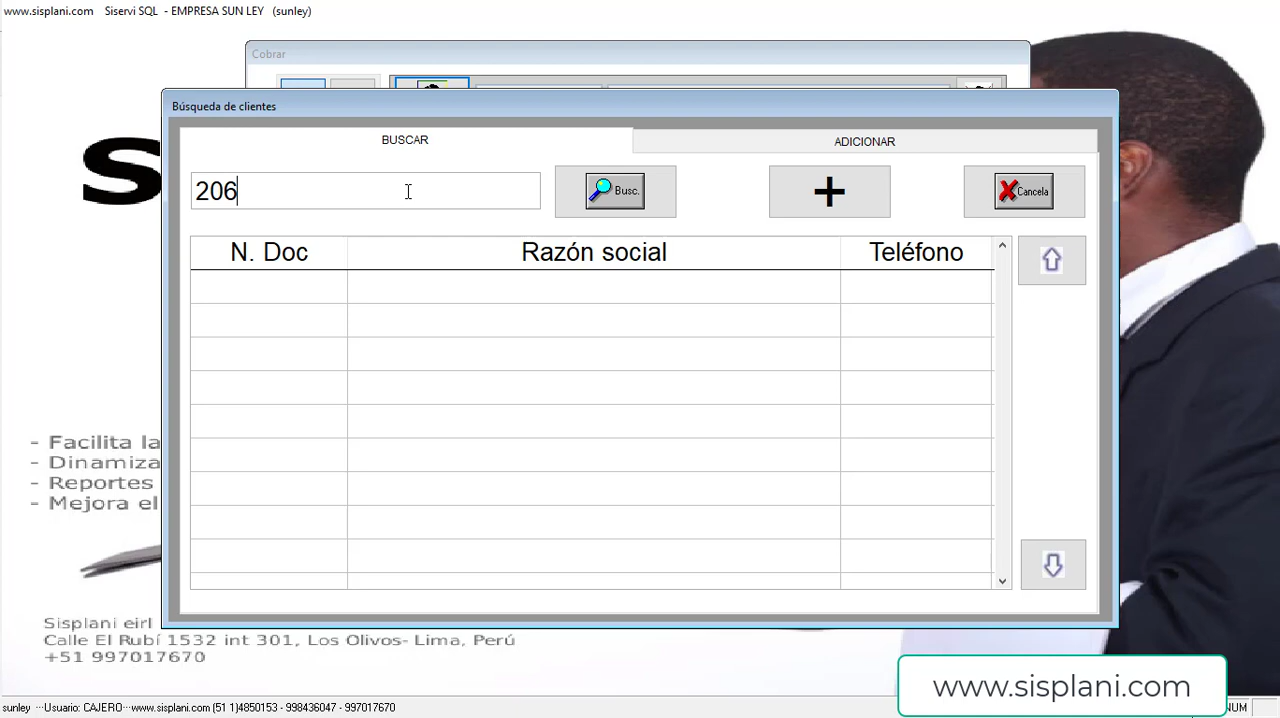 www.sisplani.com    Siservi SQL  - EMPRESA SUN LEY   (sunley)
Cobrar
Búsqueda de clientes
BUSCAR
ADICIONAR
206
Busc.
+
Cancela
N. Doc
Razón social
Teléfono
S
- Facilita la
- Dinamiza
- Reportes
- Mejora el
Sisplani eirl
Calle El Rubí 1532 int 301, Los Olivos- Lima, Perú
+51 997017670
www.sisplani.com
sunley   ···Usuario: CAJERO···www.sisplani.com (51 1)4850153 - 998436047 - 997017670
NUM